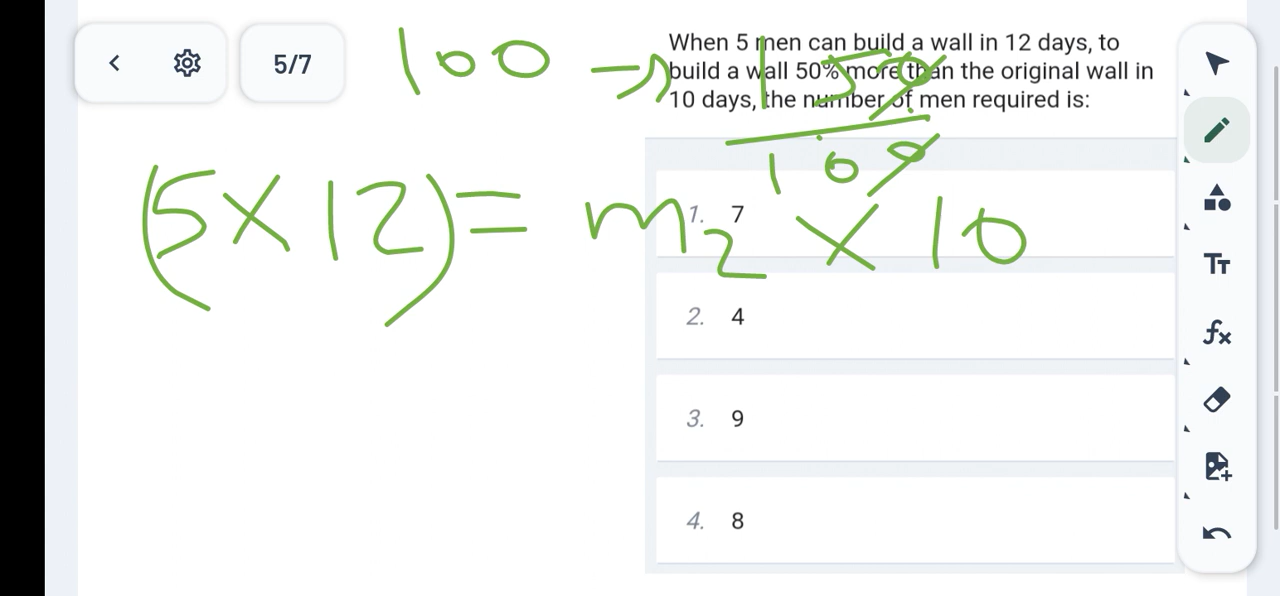 5/7
100 → 150/100
When 5 men can build a wall in 12 days, to
build a wall 50% more than the original wall in
10 days, the number of men required is:
(5 × 12) = m2 × 10
1. 7
2. 4
3. 9
4. 8
Tт
fx